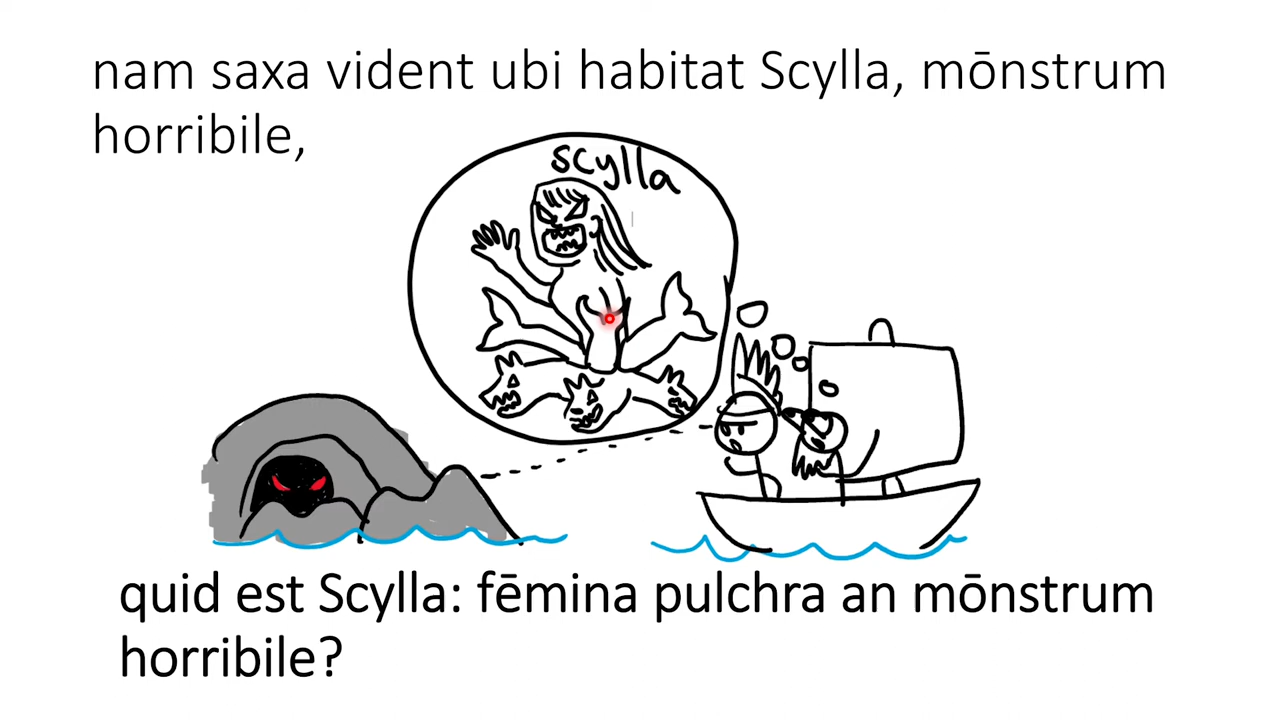 nam saxa vident ubi habitat Scylla, mōnstrum
horribile,
scylla
quid est Scylla: fēmina pulchra an mōnstrum
horribile?